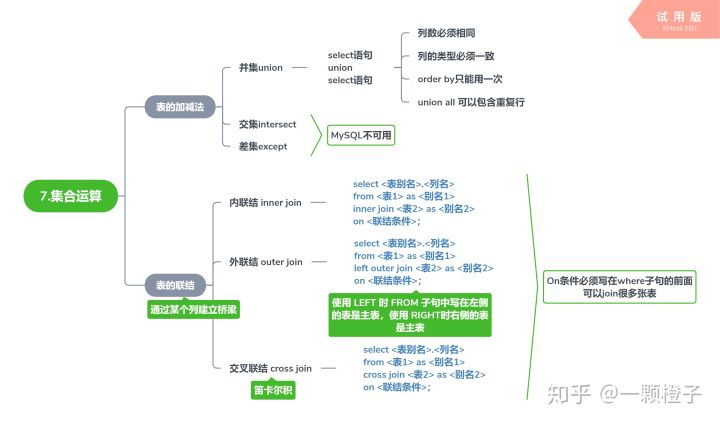 试用版
XMind: ZEN
7.集合运算
表的加减法
并集union
select语句
union
select语句
列数必须相同
列的类型必须一致
order by只能用一次
union all 可以包含重复行
交集intersect
差集except
MySQL不可用
表的联结
通过某个列建立桥梁
内联结 inner join
select <表别名>.<列名>
from <表1> as <别名1>
inner join <表2> as <别名2>
on <联结条件>;
外联结 outer join
select <表别名>.<列名>
from <表1> as <别名1>
left outer join <表2> as <别名2>
on <联结条件>;
使用 LEFT 时 FROM 子句中写在左侧
的表是主表，使用 RIGHT时右侧的表
是主表
交叉联结 cross join
笛卡尔积
select <表别名>.<列名>
from <表1> as <别名1>
cross join <表2> as <别名2>
on <联结条件>;
On条件必须写在where子句的前面
可以join很多张表
知乎 @一颗橙子